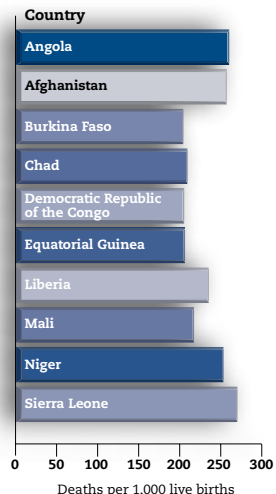 Country
Angola
Afghanistan
Burkina Faso
Chad
Democratic Republic
of the Congo
Equatorial Guinea
Liberia
Mali
Niger
Sierra Leone
0 50 100 150 200 250 300
Deaths per 1,000 live births